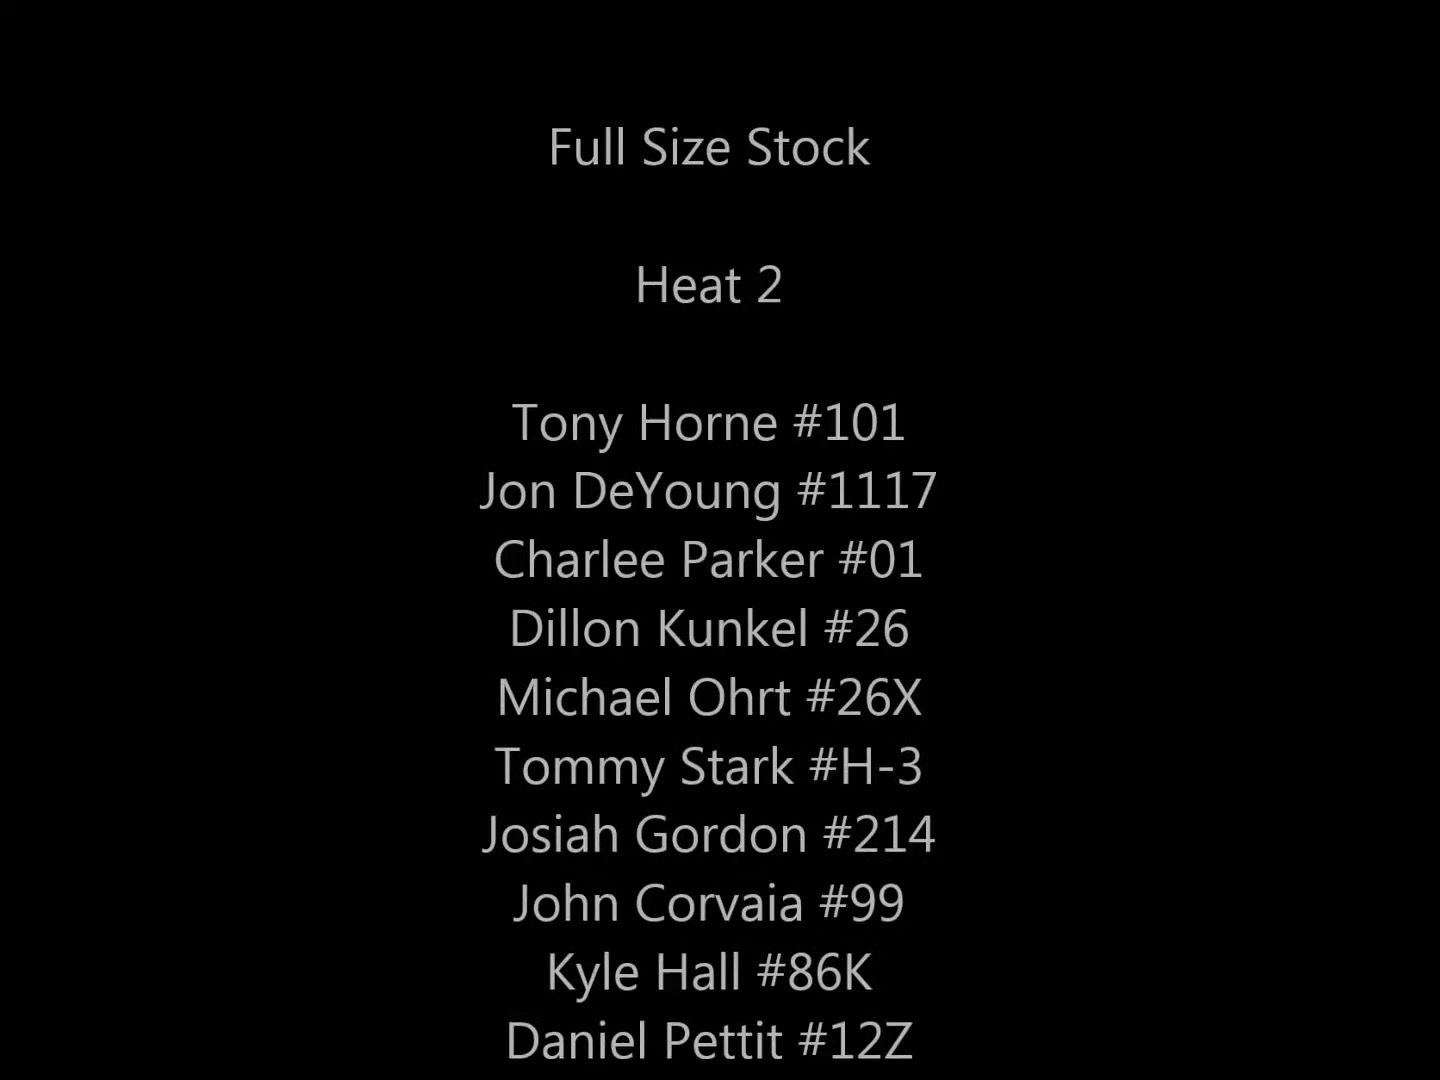 Full Size Stock
Heat 2
Tony Horne #101
Jon DeYoung #1117
Charlee Parker #01
Dillon Kunkel #26
Michael Ohrt #26X
Tommy Stark #H-3
Josiah Gordon #214
John Corvaia #99
Kyle Hall #86K
Daniel Pettit #12Z